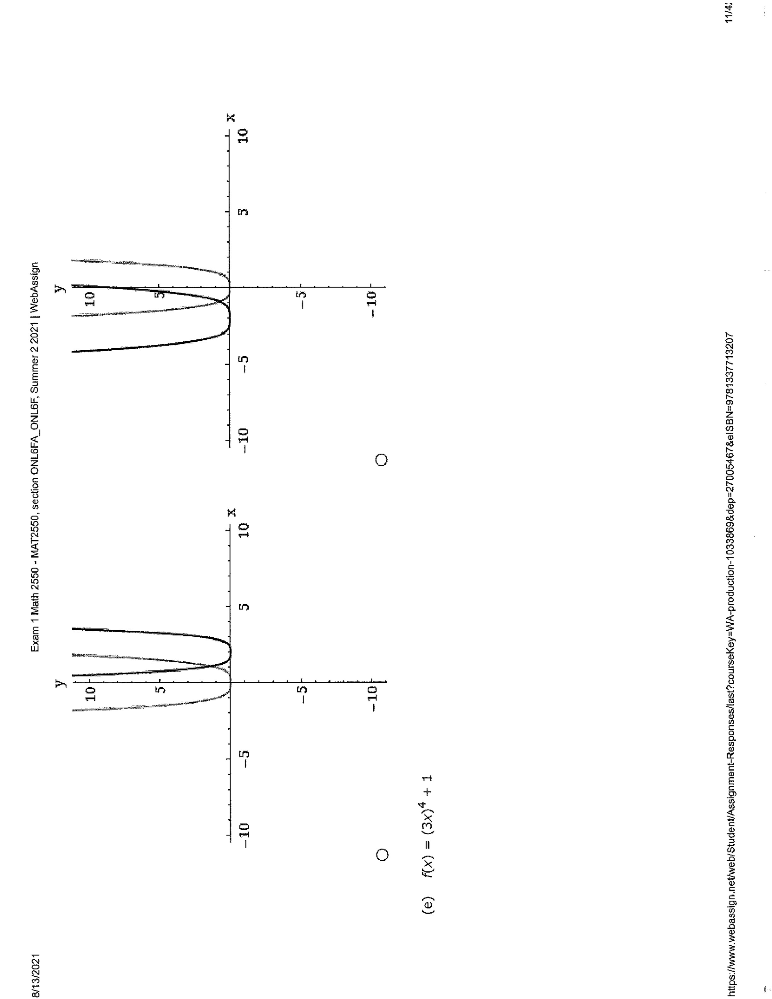 8/13/2021
Exam 1 Math 2550 - MAT2550, section ONL6FA_ONL6F, Summer 2 2021 | WebAssign
y
10
5
-10
-5
5
10
x
-5
-10
y
10
5
-10
-5
5
10
x
-5
-10
(e) f(x) = (3x)⁴ + 1
https://www.webassign.net/web/Student/Assignment-Responses/last?courseKey=WA-production-1033869&dep=27005467&eISBN=9781337713207
11/4